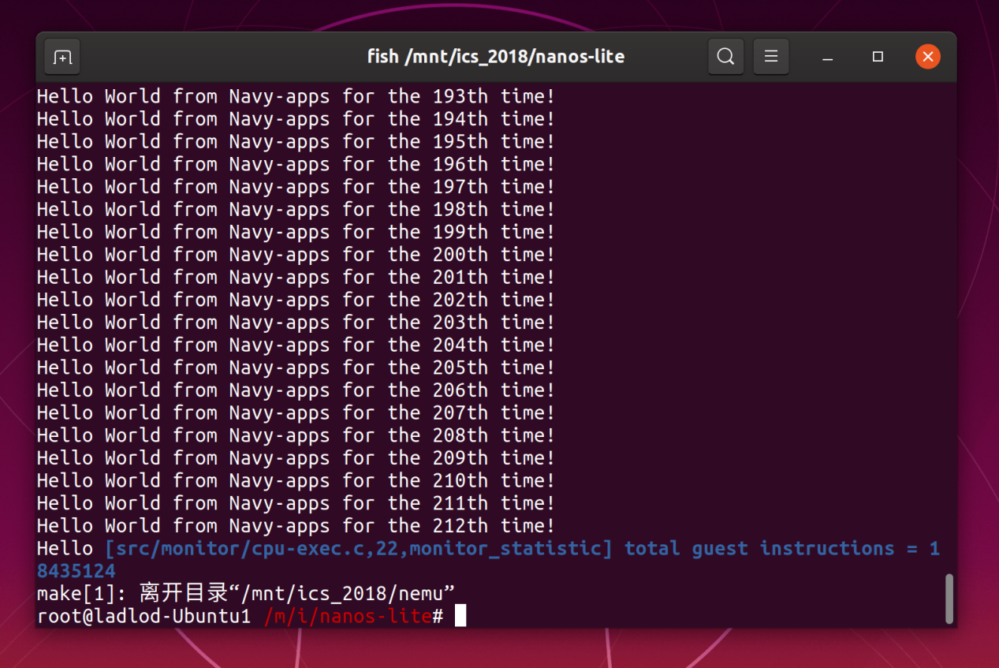 fish /mnt/ics_2018/nanos-lite
Hello World from Navy-apps for the 193th time!
Hello World from Navy-apps for the 194th time!
Hello World from Navy-apps for the 195th time!
Hello World from Navy-apps for the 196th time!
Hello World from Navy-apps for the 197th time!
Hello World from Navy-apps for the 198th time!
Hello World from Navy-apps for the 199th time!
Hello World from Navy-apps for the 200th time!
Hello World from Navy-apps for the 201th time!
Hello World from Navy-apps for the 202th time!
Hello World from Navy-apps for the 203th time!
Hello World from Navy-apps for the 204th time!
Hello World from Navy-apps for the 205th time!
Hello World from Navy-apps for the 206th time!
Hello World from Navy-apps for the 207th time!
Hello World from Navy-apps for the 208th time!
Hello World from Navy-apps for the 209th time!
Hello World from Navy-apps for the 210th time!
Hello World from Navy-apps for the 211th time!
Hello World from Navy-apps for the 212th time!
Hello [src/monitor/cpu-exec.c,22,monitor_statistic] total guest instructions = 1
8435124
make[1]: 离开目录“/mnt/ics_2018/nemu”
root@ladlod-Ubuntu1 /m/i/nanos-lite#